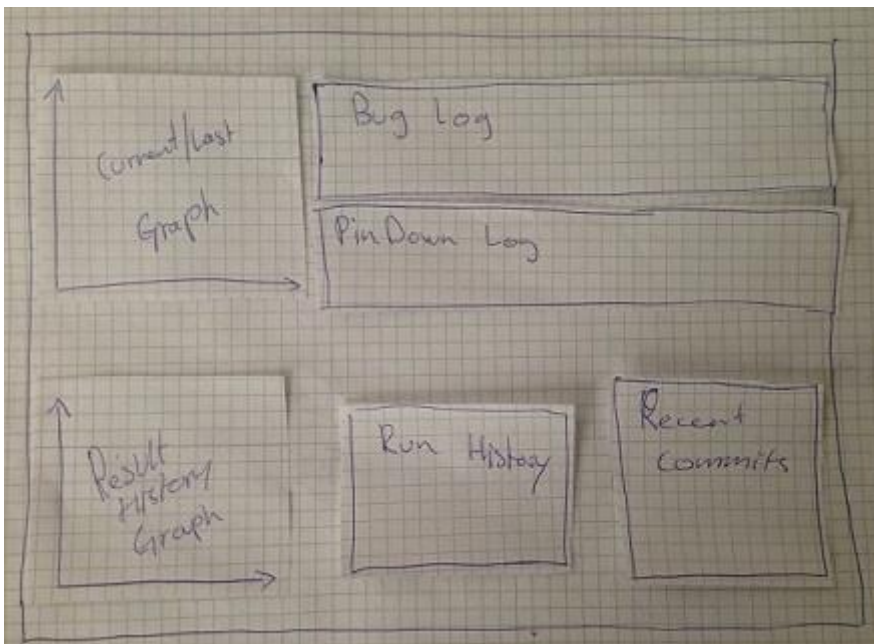 Current/Last
Graph
Bug Log
PinDown Log
Result
History
Graph
Run History
Recent
Commits